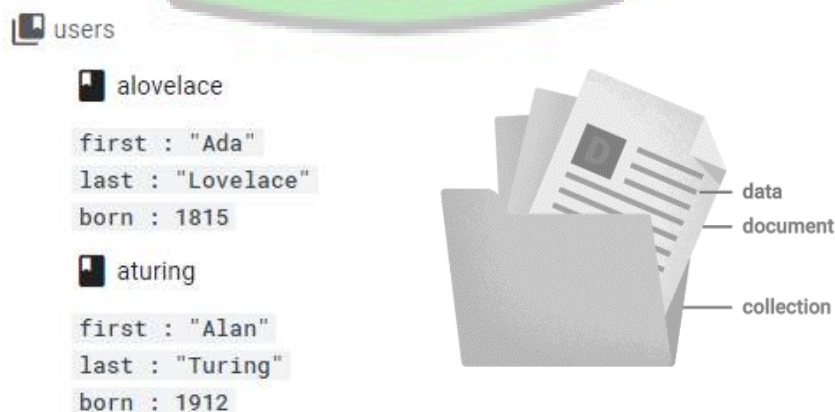 users
alovelace
first : "Ada"
last : "Lovelace"
born : 1815
aturing
first : "Alan"
last : "Turing"
born : 1912
D
data
document
collection